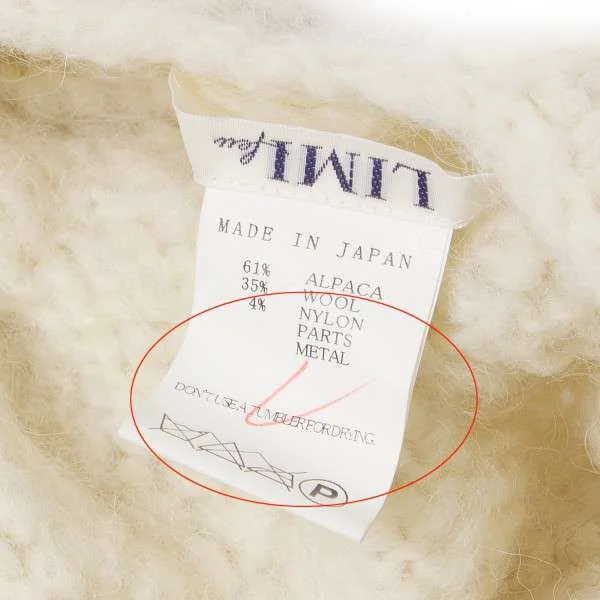 LIMI feu
MADE IN JAPAN
61% ALPACA
35% WOOL
4% NYLON
PARTS
METAL
DON'T USE A TUMBLER FOR DRYING.
P